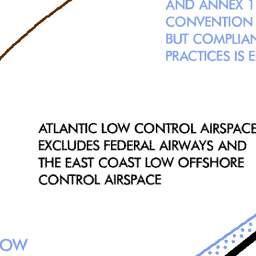 AND ANNEX 1
CONVENTION
BUT COMPLIAN
PRACTICES IS E
ATLANTIC LOW CONTROL AIRSPACE
EXCLUDES FEDERAL AIRWAYS AND
THE EAST COAST LOW OFFSHORE
CONTROL AIRSPACE
OW